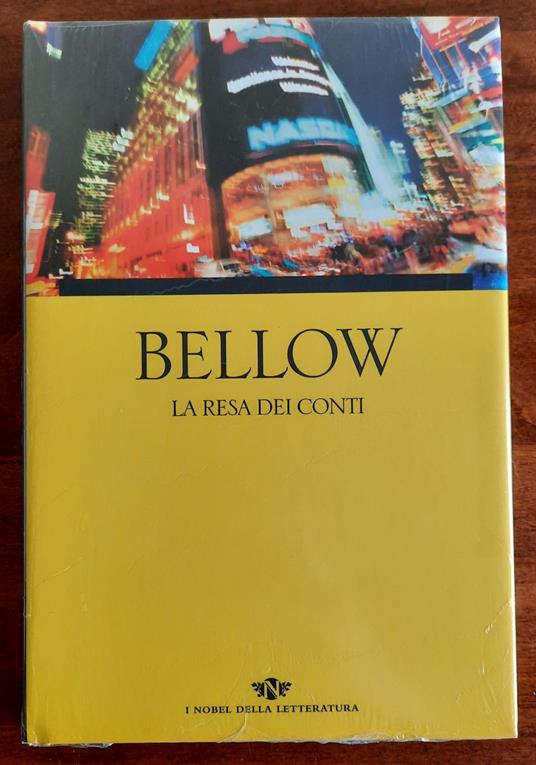 NASDAQ
BELLOW
LA RESA DEI CONTI
N
I NOBEL DELLA LETTERATURA